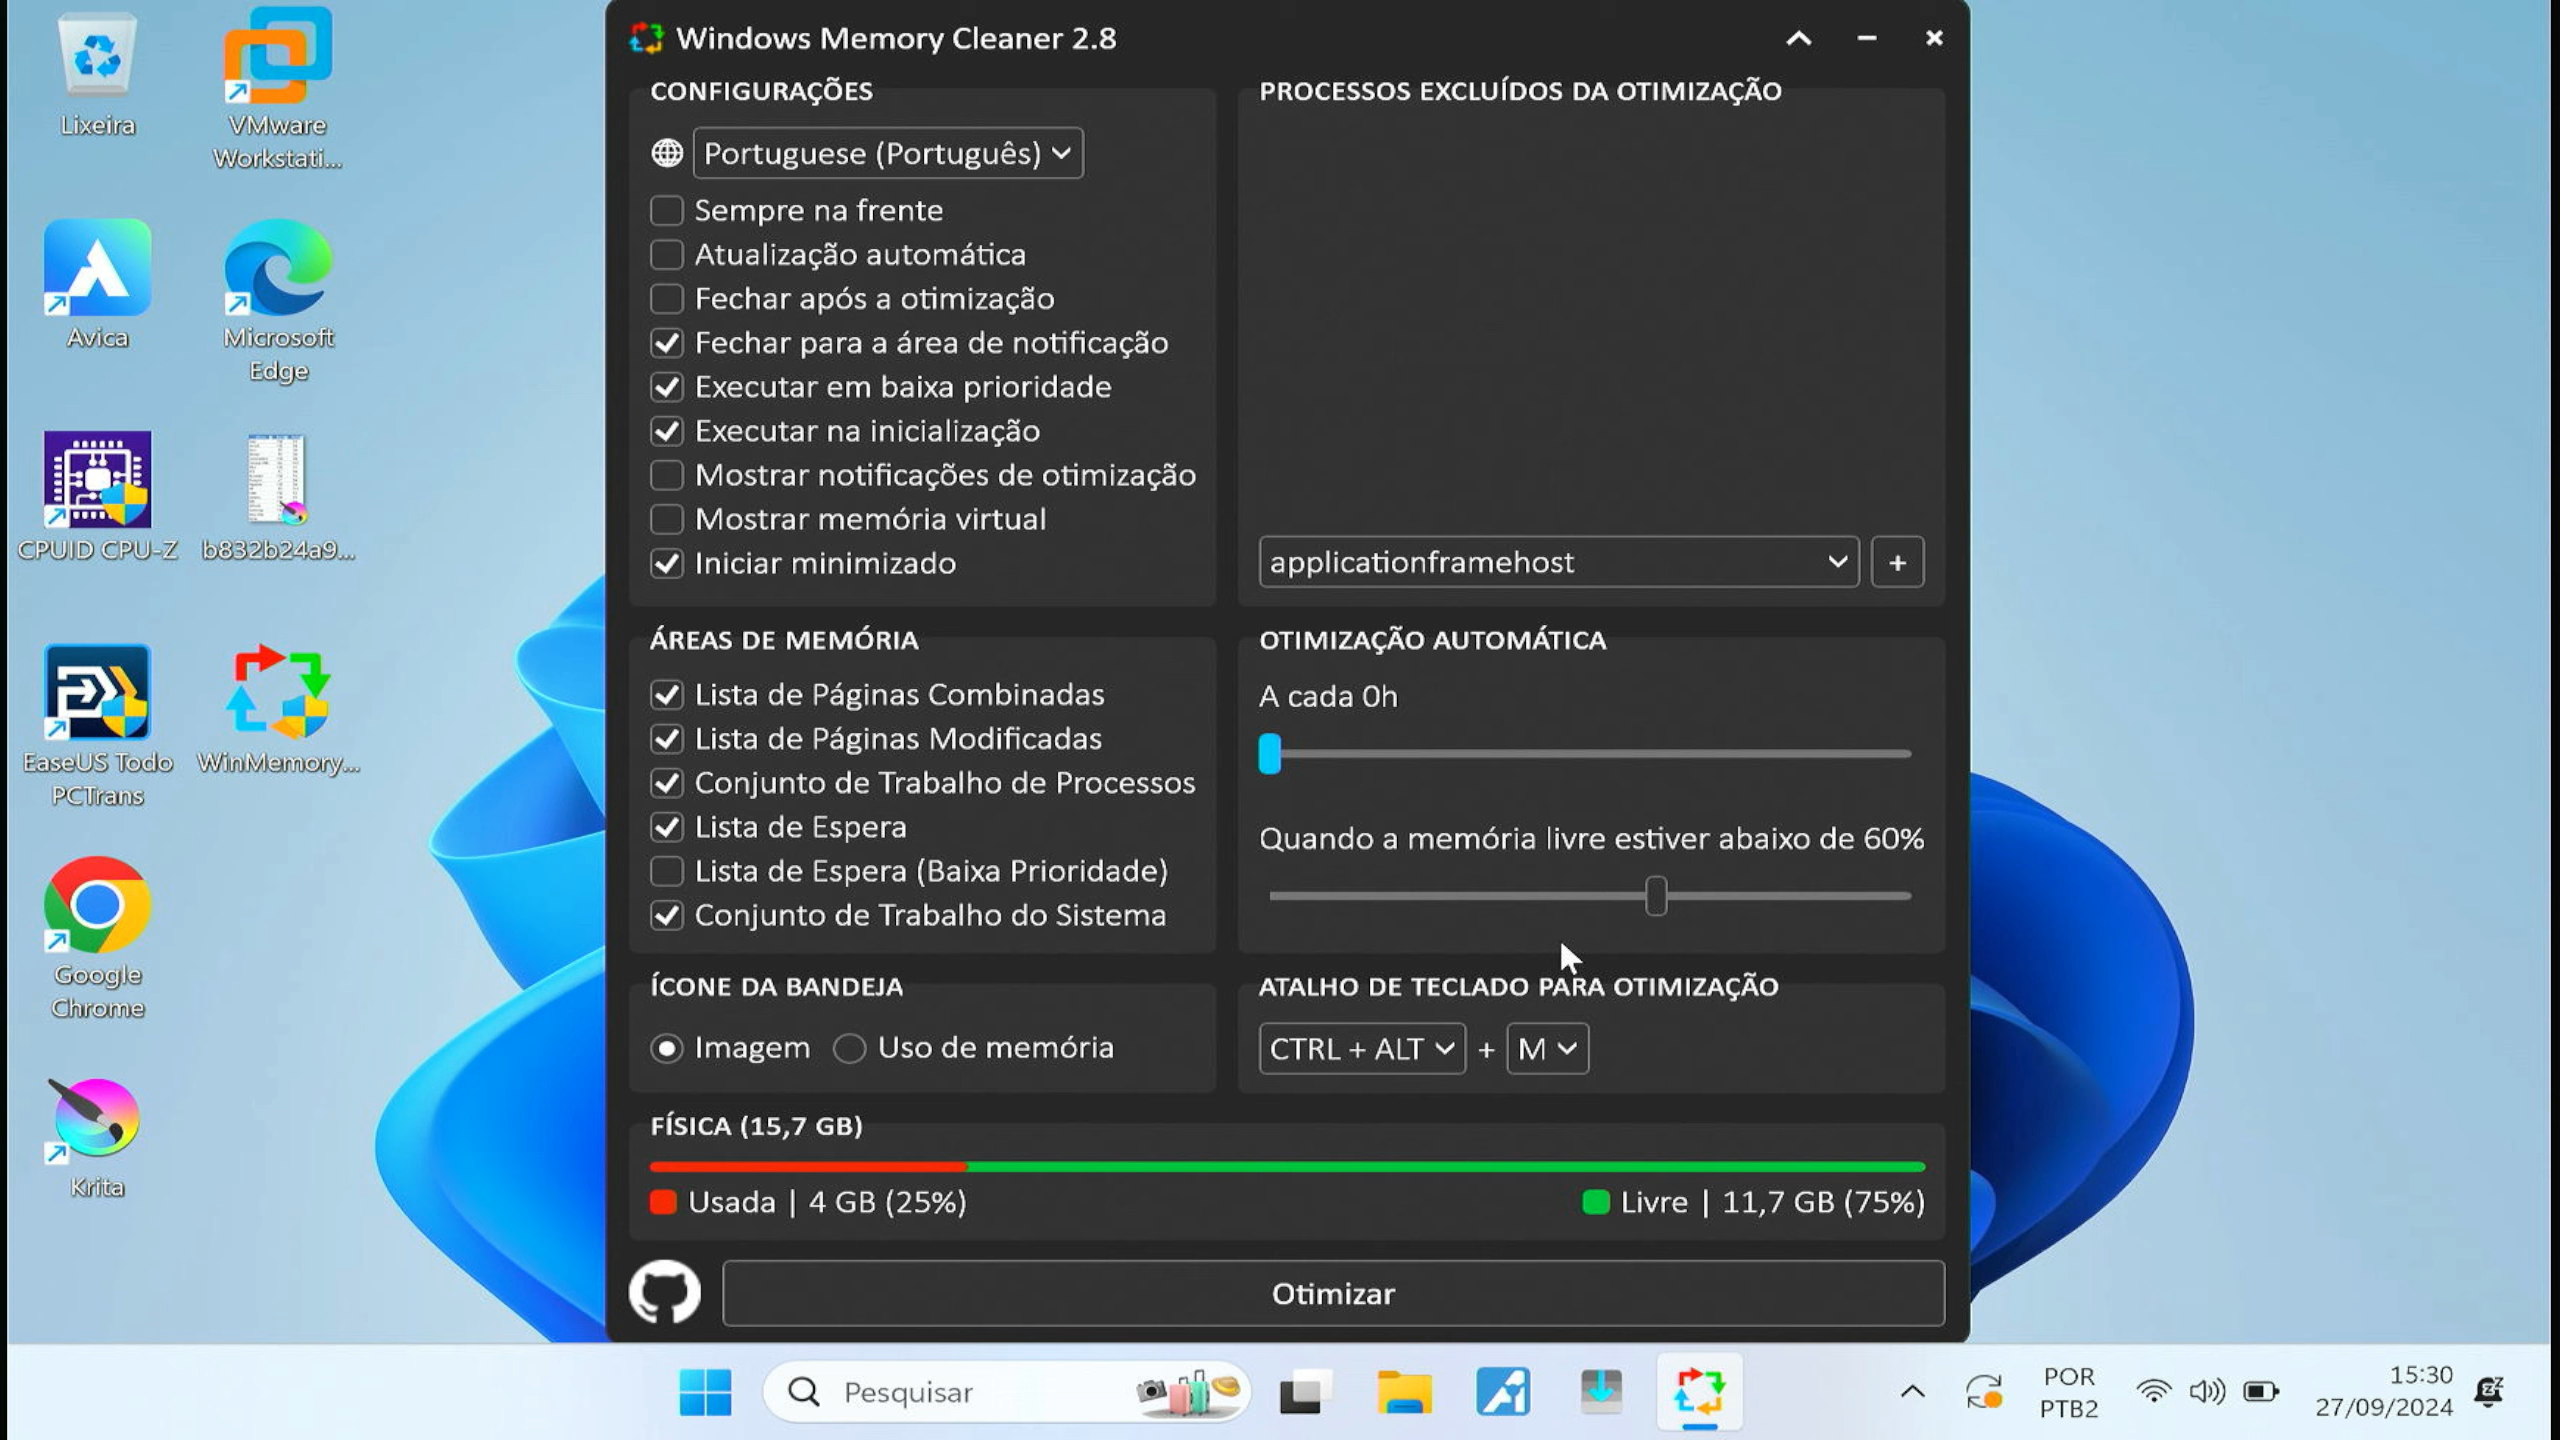 Lixeira
VMware
Workstati...
Avica
Microsoft
Edge
CPUID CPU-Z
b832b24a9...
EaseUS Todo
PCTrans
WinMemory...
Google
Chrome
Krita
Windows Memory Cleaner 2.8
CONFIGURAÇÕES
Portuguese (Português)
Sempre na frente
Atualização automática
Fechar após a otimização
Fechar para a área de notificação
Executar em baixa prioridade
Executar na inicialização
Mostrar notificações de otimização
Mostrar memória virtual
Iniciar minimizado
PROCESSOS EXCLUÍDOS DA OTIMIZAÇÃO
applicationframehost
+
ÁREAS DE MEMÓRIA
Lista de Páginas Combinadas
Lista de Páginas Modificadas
Conjunto de Trabalho de Processos
Lista de Espera
Lista de Espera (Baixa Prioridade)
Conjunto de Trabalho do Sistema
OTIMIZAÇÃO AUTOMÁTICA
A cada 0h
Quando a memória livre estiver abaixo de 60%
ÍCONE DA BANDEJA
Imagem
Uso de memória
ATALHO DE TECLADO PARA OTIMIZAÇÃO
CTRL + ALT + M
FÍSICA (15,7 GB)
Usada | 4 GB (25%)
Livre | 11,7 GB (75%)
Otimizar
Pesquisar
POR
PTB2
15:30
27/09/2024